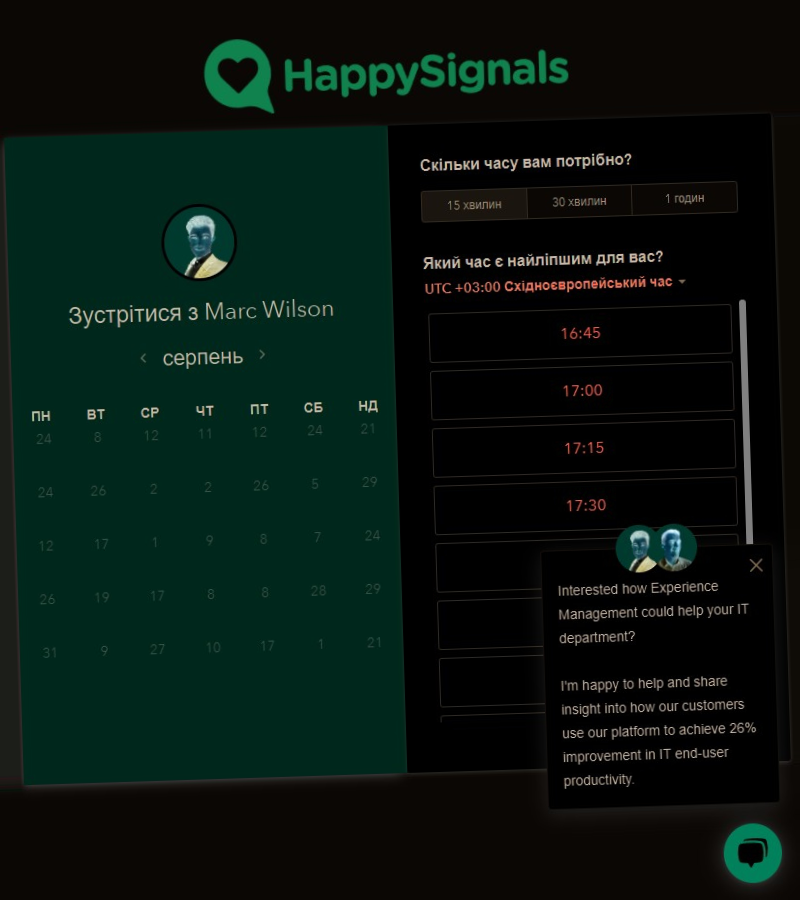 HappySignals
Зустрітися з Marc Wilson
серпень
ПН ВТ СР ЧТ ПТ СБ НД
24 8 12 11 12 24 21
24 26 2 2 26 5 29
12 17 1 9 8 7 24
26 19 17 8 8 28 29
31 9 27 10 17 1 21
Скільки часу вам потрібно?
15 хвилин 30 хвилин 1 годин
Який час є найліпшим для вас?
UTC +03:00 Східноєвропейський час
16:45
17:00
17:15
17:30
Interested how Experience
Management could help your IT
department?
I'm happy to help and share
insight into how our customers
use our platform to achieve 26%
improvement in IT end-user
productivity.